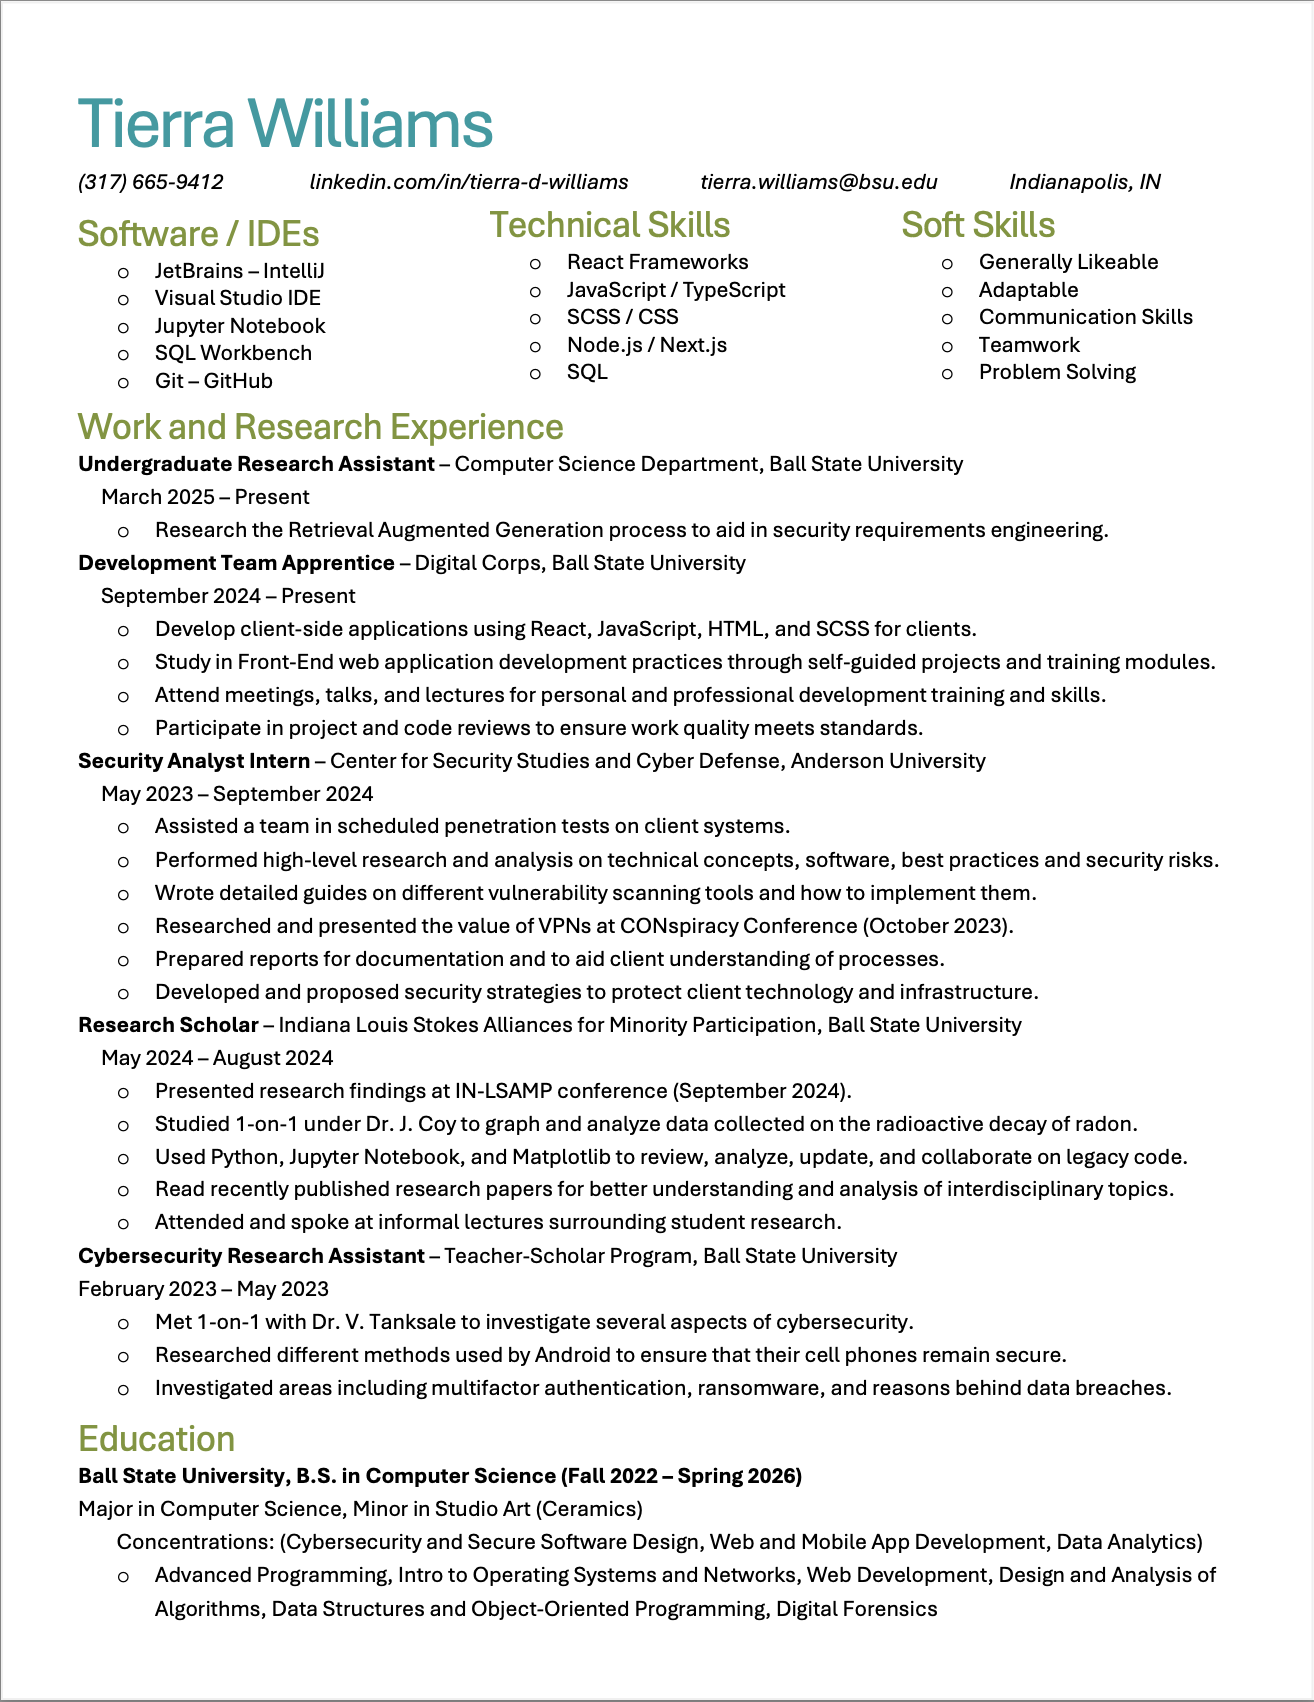 Tierra Williams
(317) 665-9412 linkedin.com/in/tierra-d-williams tierra.williams@bsu.edu Indianapolis, IN
Software / IDEs
o JetBrains – IntelliJ
o Visual Studio IDE
o Jupyter Notebook
o SQL Workbench
o Git – GitHub
Technical Skills
o React Frameworks
o JavaScript / TypeScript
o SCSS / CSS
o Node.js / Next.js
o SQL
Soft Skills
o Generally Likeable
o Adaptable
o Communication Skills
o Teamwork
o Problem Solving
Work and Research Experience
Undergraduate Research Assistant – Computer Science Department, Ball State University
March 2025 – Present
o Research the Retrieval Augmented Generation process to aid in security requirements engineering.
Development Team Apprentice – Digital Corps, Ball State University
September 2024 – Present
o Develop client-side applications using React, JavaScript, HTML, and SCSS for clients.
o Study in Front-End web application development practices through self-guided projects and training modules.
o Attend meetings, talks, and lectures for personal and professional development training and skills.
o Participate in project and code reviews to ensure work quality meets standards.
Security Analyst Intern – Center for Security Studies and Cyber Defense, Anderson University
May 2023 – September 2024
o Assisted a team in scheduled penetration tests on client systems.
o Performed high-level research and analysis on technical concepts, software, best practices and security risks.
o Wrote detailed guides on different vulnerability scanning tools and how to implement them.
o Researched and presented the value of VPNs at CONspiracy Conference (October 2023).
o Prepared reports for documentation and to aid client understanding of processes.
o Developed and proposed security strategies to protect client technology and infrastructure.
Research Scholar – Indiana Louis Stokes Alliances for Minority Participation, Ball State University
May 2024 – August 2024
o Presented research findings at IN-LSAMP conference (September 2024).
o Studied 1-on-1 under Dr. J. Coy to graph and analyze data collected on the radioactive decay of radon.
o Used Python, Jupyter Notebook, and Matplotlib to review, analyze, update, and collaborate on legacy code.
o Read recently published research papers for better understanding and analysis of interdisciplinary topics.
o Attended and spoke at informal lectures surrounding student research.
Cybersecurity Research Assistant – Teacher-Scholar Program, Ball State University
February 2023 – May 2023
o Met 1-on-1 with Dr. V. Tanksale to investigate several aspects of cybersecurity.
o Researched different methods used by Android to ensure that their cell phones remain secure.
o Investigated areas including multifactor authentication, ransomware, and reasons behind data breaches.
Education
Ball State University, B.S. in Computer Science (Fall 2022 – Spring 2026)
Major in Computer Science, Minor in Studio Art (Ceramics)
Concentrations: (Cybersecurity and Secure Software Design, Web and Mobile App Development, Data Analytics)
o Advanced Programming, Intro to Operating Systems and Networks, Web Development, Design and Analysis of
Algorithms, Data Structures and Object-Oriented Programming, Digital Forensics